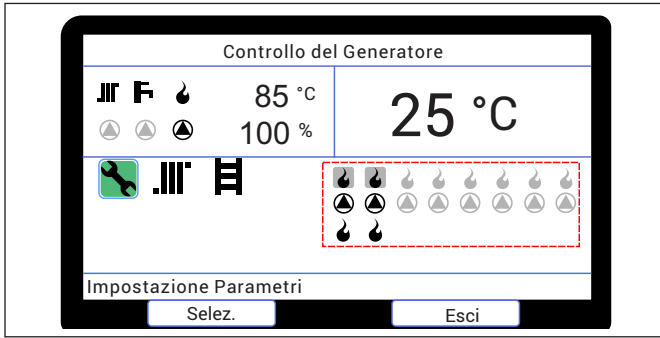 Controllo del Generatore
85 °C
100 %
25 °C
Impostazione Parametri
Selez.
Esci